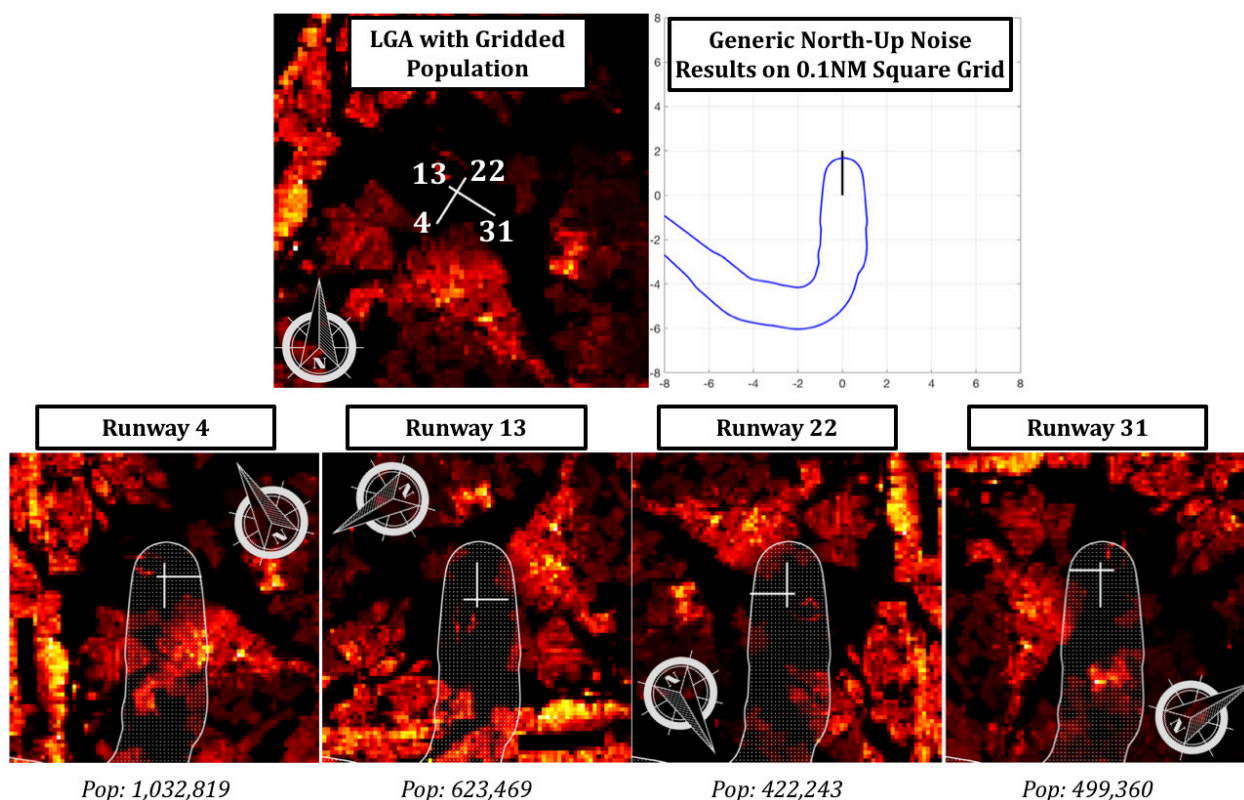 LGA with Gridded
Population
Generic North-Up Noise
Results on 0.1NM Square Grid
13
22
4
31
N
8
6
4
2
0
-2
-4
-6
-8
-8
-6
-4
-2
0
2
4
6
8
Runway 4
Runway 13
Runway 22
Runway 31
N
N
N
N
Pop: 1,032,819
Pop: 623,469
Pop: 422,243
Pop: 499,360